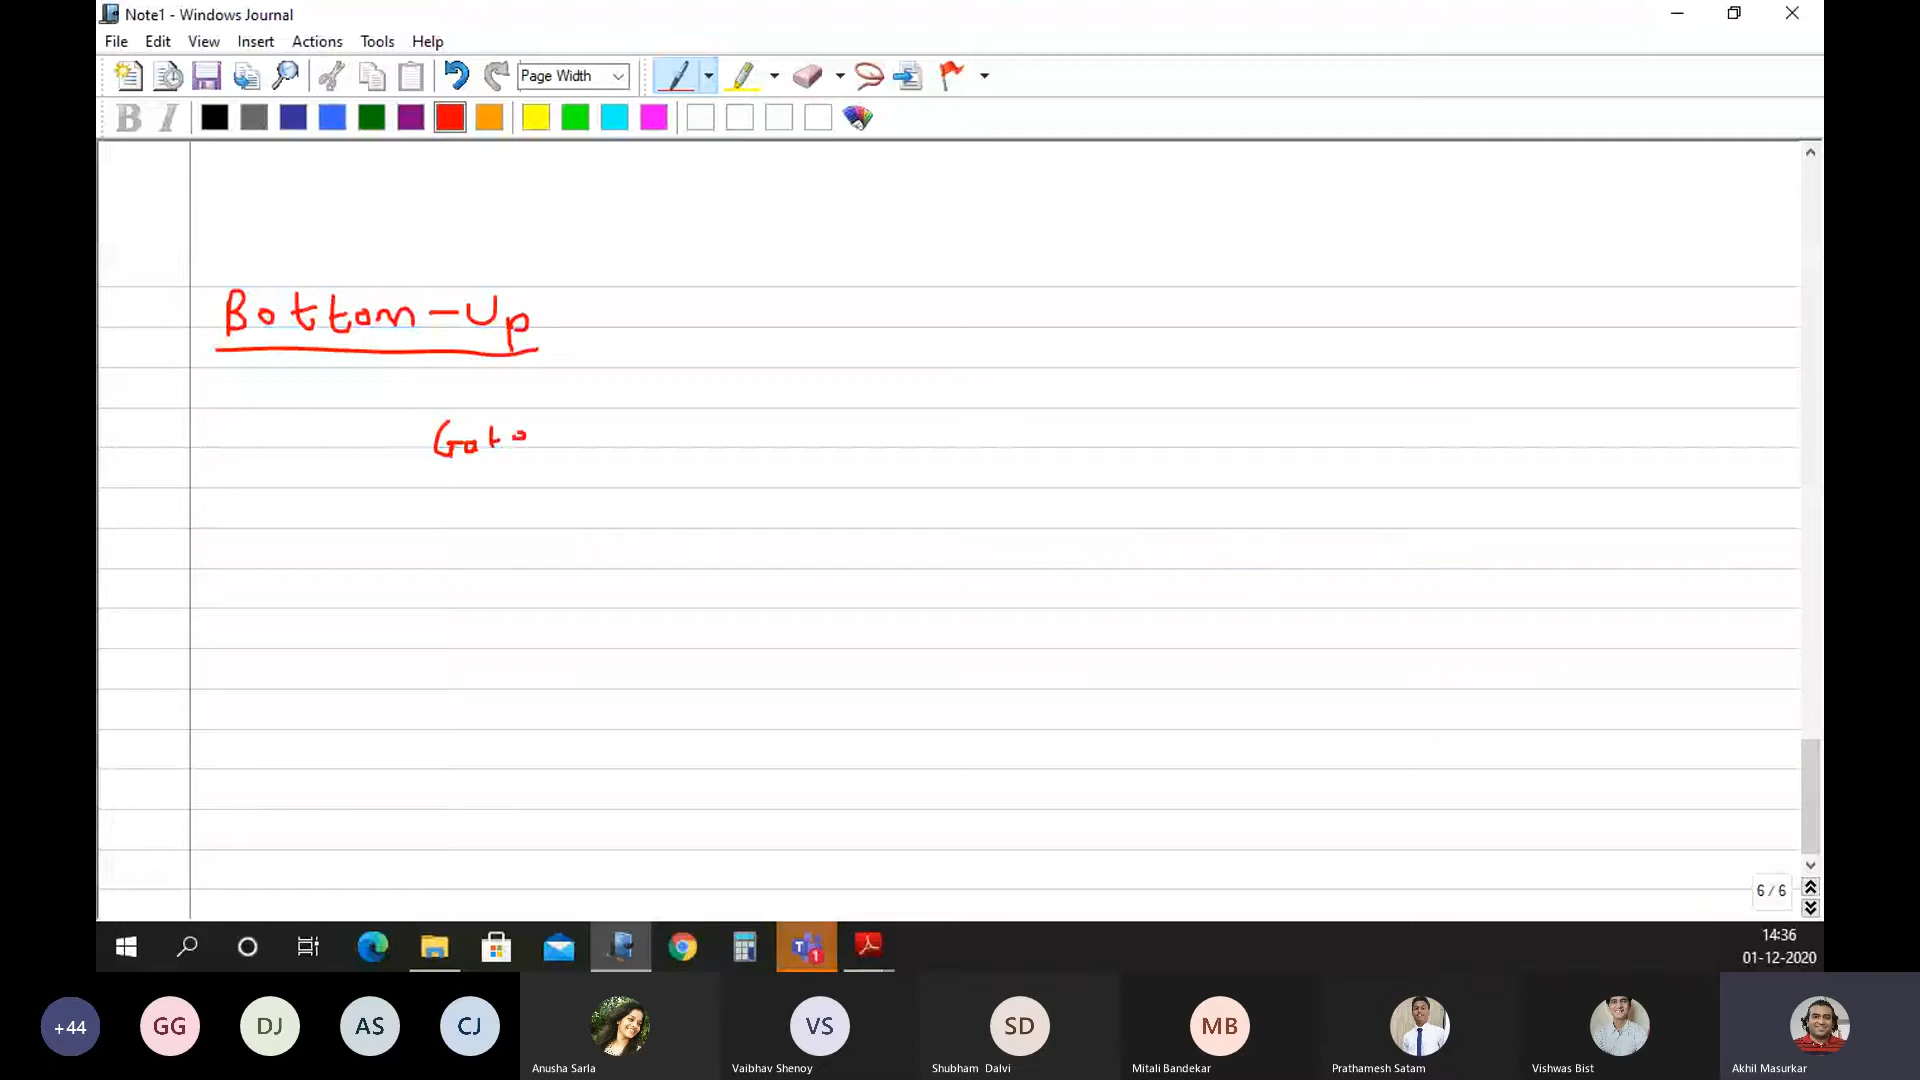 Note1 - Windows Journal
File Edit View Insert Actions Tools Help
Page Width
B I
Bottom-Up
Goto
6 / 6
14:36
01-12-2020
1
+44 GG DJ AS CJ VS SD MB
Anusha Sarla Vaibhav Shenoy Shubham Dalvi Mitali Bandekar Prathamesh Satam Vishwas Bist Akhil Masurkar